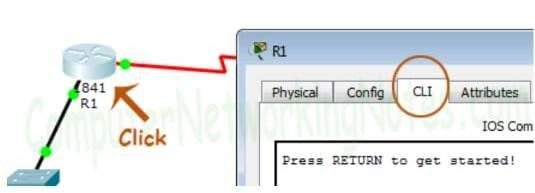 R1
1841
R1
Physical Config CLI Attributes
Click
IOS Com
Press RETURN to get started!
ComputerNetworkingNotes.com